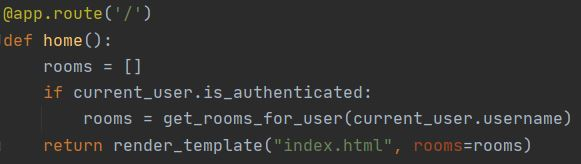 @app.route('/')
def home():
    rooms = []
    if current_user.is_authenticated:
        rooms = get_rooms_for_user(current_user.username)
    return render_template("index.html", rooms=rooms)